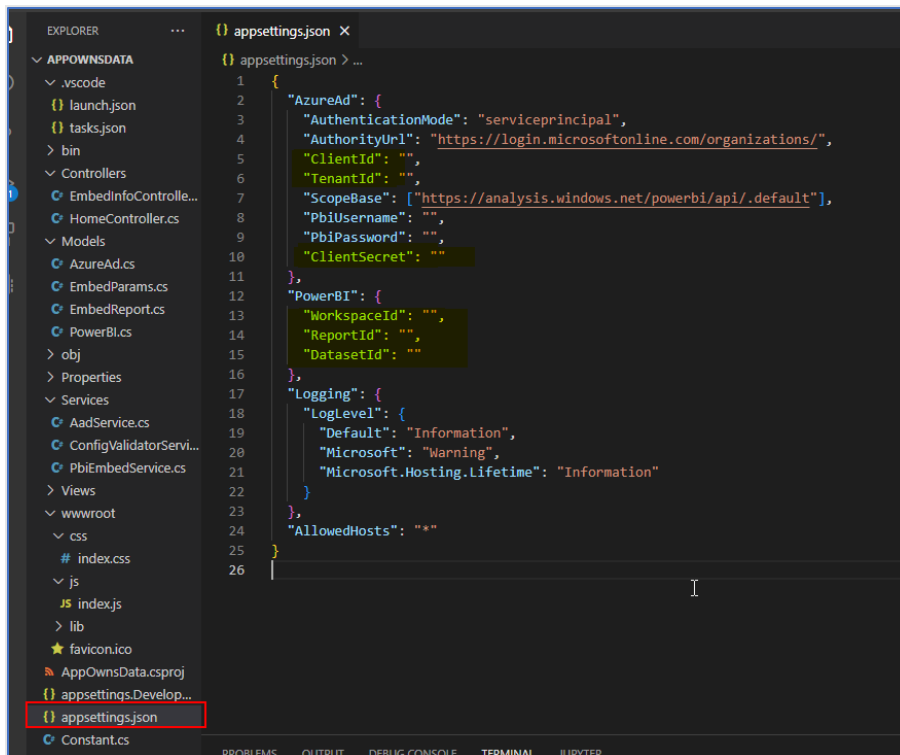 EXPLORER ...
{} appsettings.json ×
APPOWNSDATA
{} appsettings.json > ...
.vscode
{} launch.json
{} tasks.json
> bin
Controllers
C# EmbedInfoControlle...
C# HomeController.cs
Models
C# AzureAd.cs
C# EmbedParams.cs
C# EmbedReport.cs
C# PowerBI.cs
> obj
> Properties
Services
C# AadService.cs
C# ConfigValidatorServi...
C# PbiEmbedService.cs
> Views
wwwroot
css
# index.css
js
JS index.js
> lib
favicon.ico
AppOwnsData.csproj
{} appsettings.Develop...
{} appsettings.json
C# Constant.cs
1 {
2 "AzureAd": {
3 "AuthenticationMode": "serviceprincipal",
4 "AuthorityUrl": "https://login.microsoftonline.com/organizations/",
5 "ClientId": "",
6 "TenantId": "",
7 "ScopeBase": ["https://analysis.windows.net/powerbi/api/.default"],
8 "PbiUsername": "",
9 "PbiPassword": "",
10 "ClientSecret": ""
11 },
12 "PowerBI": {
13 "WorkspaceId": "",
14 "ReportId": "",
15 "DatasetId": ""
16 },
17 "Logging": {
18 "LogLevel": {
19 "Default": "Information",
20 "Microsoft": "Warning",
21 "Microsoft.Hosting.Lifetime": "Information"
22 }
23 },
24 "AllowedHosts": "*"
25 }
26
PROBLEMS OUTPUT DEBUG CONSOLE TERMINAL JUPYTER